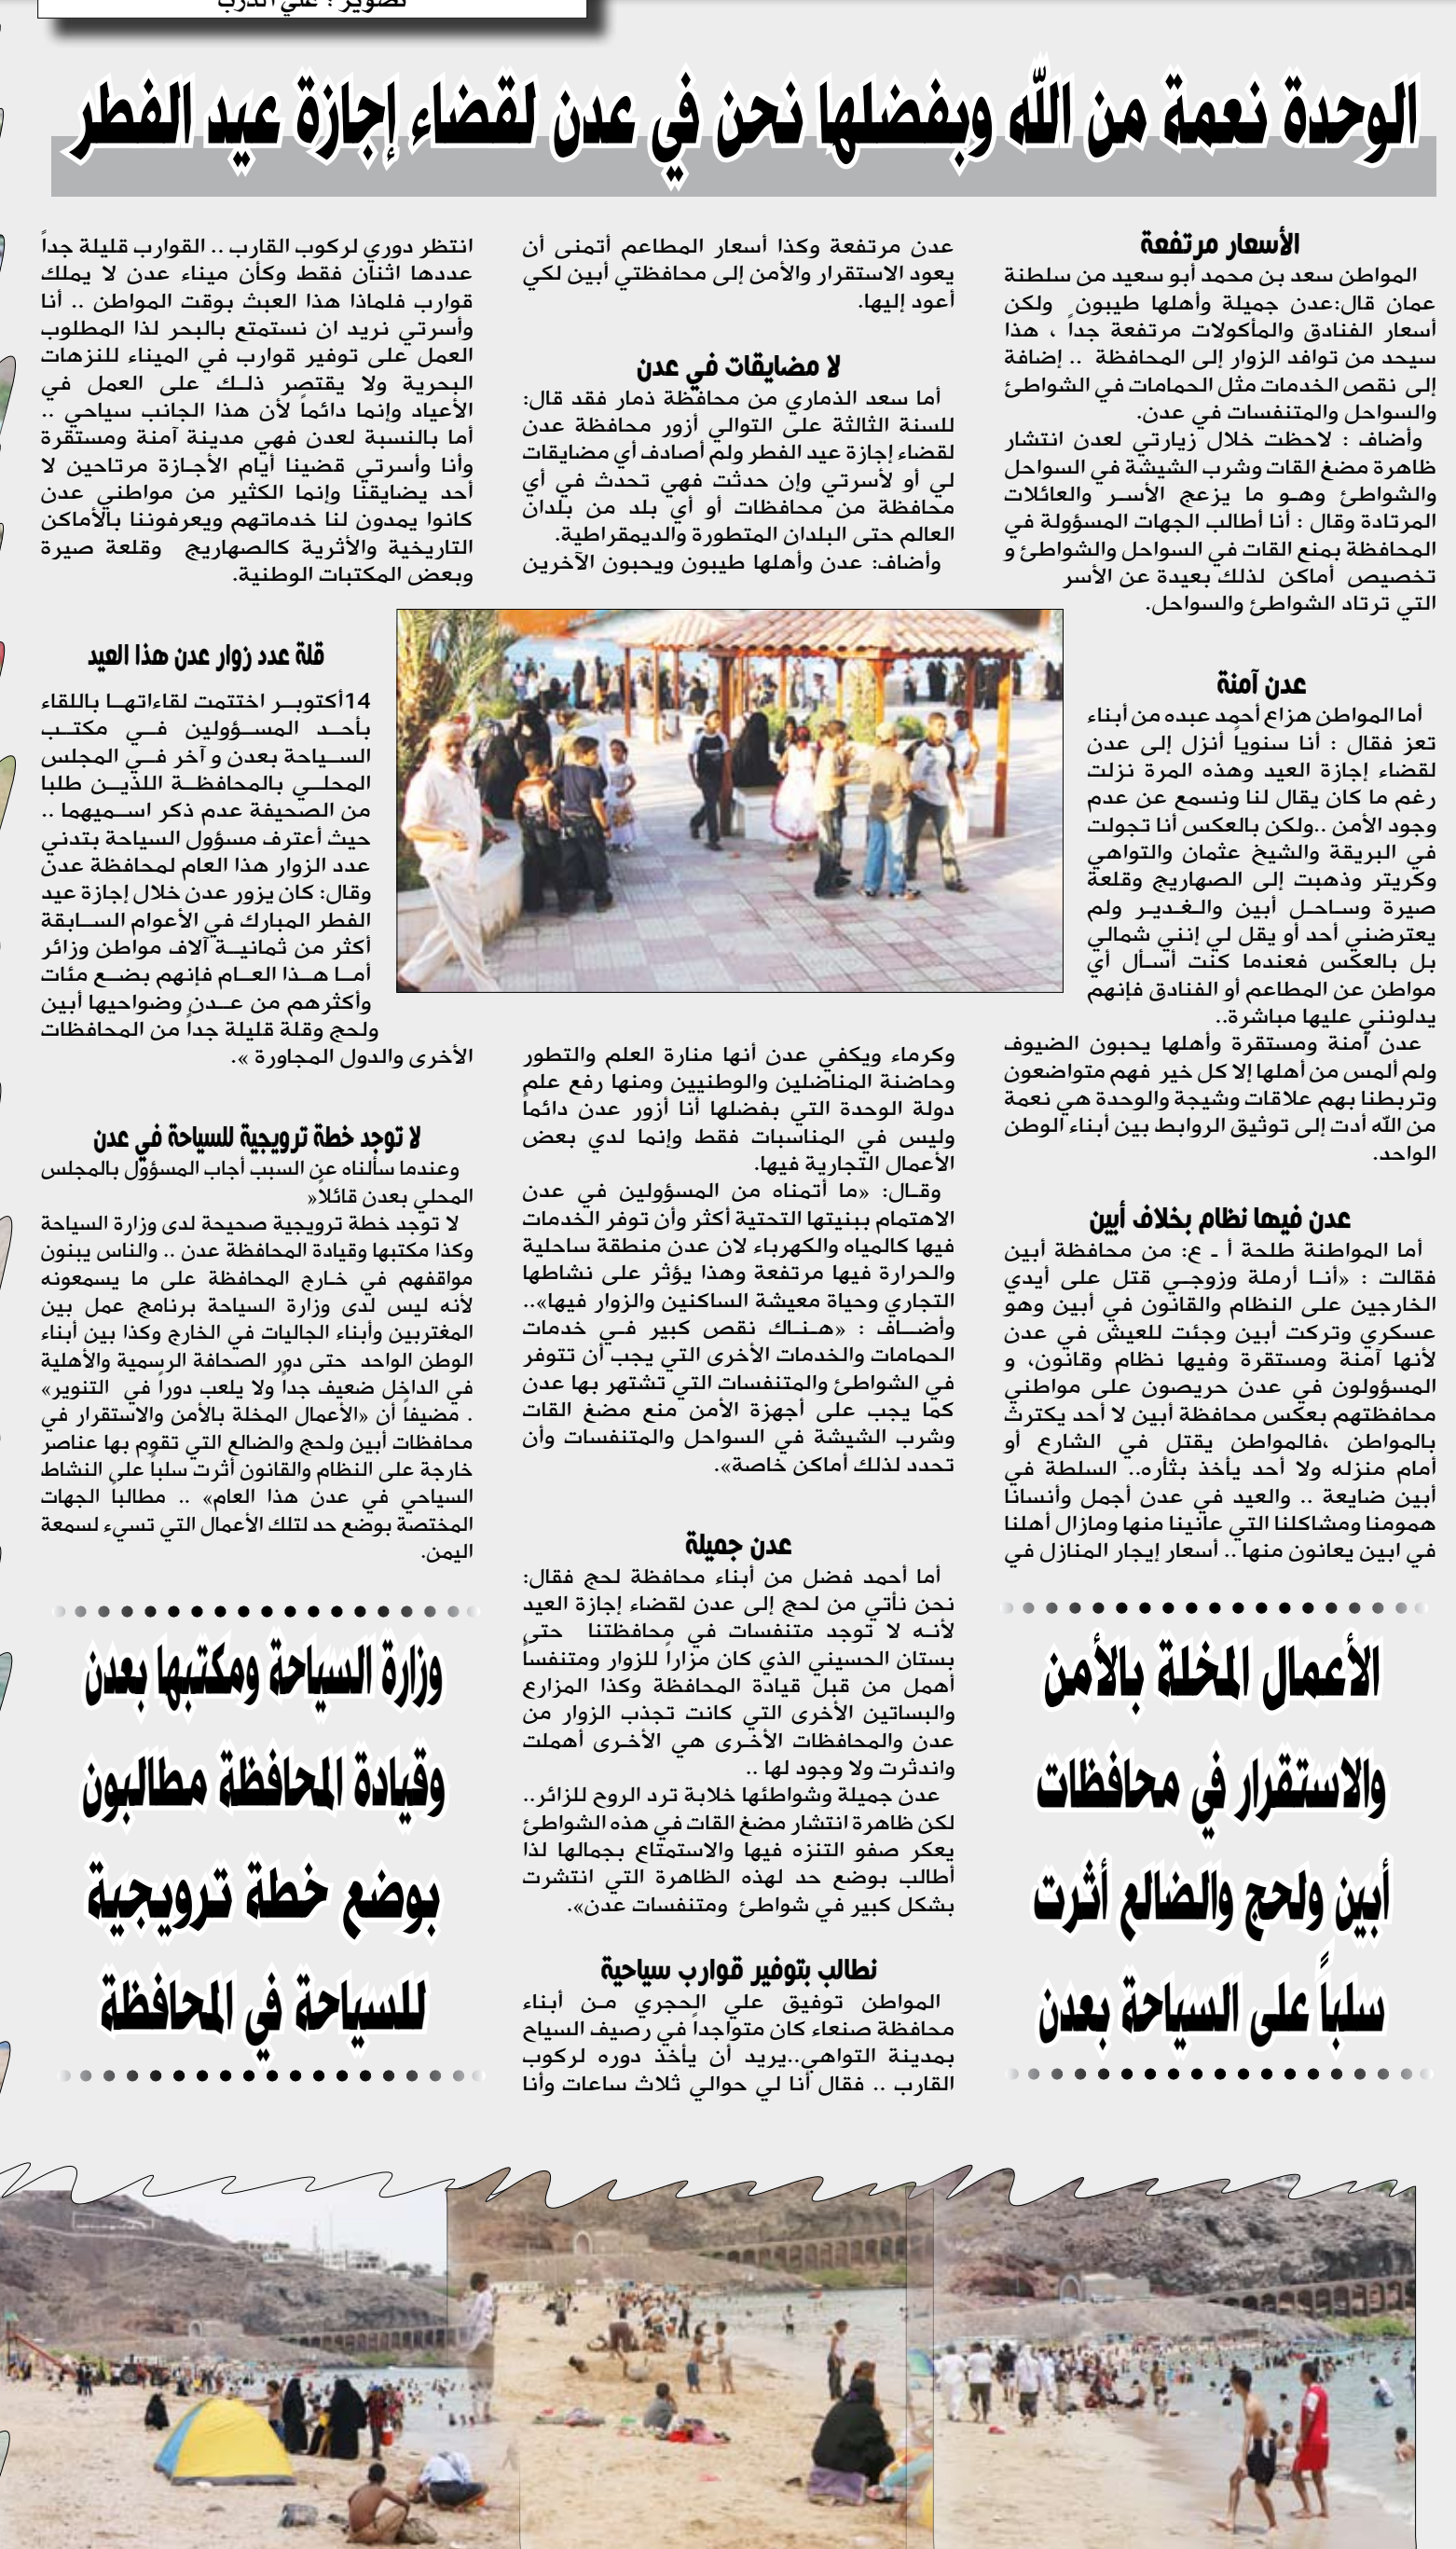 تصوير : علي الدرب
الوحدة نعمة من الله وبفضلها نحن في عدن لقضاء إجازة عيد الفطر
الأسعار مرتفعة
المواطن سعد بن محمد أبو سعيد من سلطنة
عمان قال:عدن جميلة وأهلها طيبون ولكن
أسعار الفنادق والمأكولات مرتفعة جداً ، هذا
سيحد من توافد الزوار إلى المحافظة .. إضافة
إلى نقص الخدمات مثل الحمامات في الشواطئ
والسواحل والمتنفسات في عدن.
وأضاف : لاحظت خلال زيارتي لعدن انتشار
ظاهرة مضغ القات وشرب الشيشة في السواحل
والشواطئ وهـو ما يزعج الأسـر والعائلات
المرتادة وقال : أنا أطالب الجهات المسؤولة في
المحافظة بمنع القات في السواحل والشواطئ و
تخصيص أماكن لذلك بعيدة عن الأسر
التي ترتاد الشواطئ والسواحل.
عدن آمنة
أما المواطن هزاع أحمد عبده من أبناء
تعز فقال : أنا سنوياً أنزل إلى عدن
لقضاء إجازة العيد وهذه المرة نزلت
رغم ما كان يقال لنا ونسمع عن عدم
وجود الأمن ..ولكن بالعكس أنا تجولت
في البريقة والشيخ عثمان والتواهي
وكريتر وذهبت إلى الصهاريج وقلعة
صيرة وسـاحـل أبين والـغـديـر ولم
يعترضني أحد أو يقل لي إنني شمالي
بل بالعكس فعندما كنت أسـأل أي
مواطن عن المطاعم أو الفنادق فإنهم
يدلونني عليها مباشرة..
عدن آمنة ومستقرة وأهلها يحبون الضيوف
ولم ألمس من أهلها إلا كل خير فهم متواضعون
وتربطنا بهم علاقات وشيجة والوحدة هي نعمة
من الله أدت إلى توثيق الروابط بين أبناء الوطن
الواحد.
عدن فيها نظام بخلاف أبين
أما المواطنة طلحة أ ـ ع: من محافظة أبين
فقالت : «أنـا أرملة وزوجـي قتل على أيدي
الخارجين على النظام والقانون في أبين وهو
عسكري وتركت أبين وجئت للعيش في عدن
لأنها آمنة ومستقرة وفيها نظام وقانون، و
المسؤولون في عدن حريصون على مواطني
محافظتهم بعكس محافظة أبين لا أحد يكترث
بالمواطن ،فالمواطن يقتل في الشارع أو
أمام منزله ولا أحد يأخذ بثأره.. السلطة في
أبين ضايعة .. والعيد في عدن أجمل وأنسانا
همومنا ومشاكلنا التي عانينا منها ومازال أهلنا
في ابين يعانون منها .. أسعار إيجار المنازل في
الأعمال المخلة بالأمن
والاستقرار في محافظات
أبين ولحج والضالع أثرت
سلباً على السياحة بعدن
عدن مرتفعة وكذا أسعار المطاعم أتمنى أن
يعود الاستقرار والأمن إلى محافظتي أبين لكي
أعود إليها.
لا مضايقات في عدن
أما سعد الذماري من محافظة ذمار فقد قال:
للسنة الثالثة على التوالي أزور محافظة عدن
لقضاء إجازة عيد الفطر ولم أصادف أي مضايقات
لي أو لأسرتي وإن حدثت فهي تحدث في أي
محافظة من محافظات أو أي بلد من بلدان
العالم حتى البلدان المتطورة والديمقراطية.
وأضاف: عدن وأهلها طيبون ويحبون الآخرين
وكرماء ويكفي عدن أنها منارة العلم والتطور
وحاضنة المناضلين والوطنيين ومنها رفع علم
دولة الوحدة التي بفضلها أنا أزور عدن دائماً
وليس في المناسبات فقط وإنما لدي بعض
الأعمال التجارية فيها.
وقـال: «ما أتمناه من المسؤولين في عدن
الاهتمام ببنيتها التحتية أكثر وأن توفر الخدمات
فيها كالمياه والكهرباء لان عدن منطقة ساحلية
والحرارة فيها مرتفعة وهذا يؤثر على نشاطها
التجاري وحياة معيشة الساكنين والزوار فيها»..
وأضـاف : «هـنـاك نقص كبير فـي خدمات
الحمامات والخدمات الأخرى التي يجب أن تتوفر
في الشواطئ والمتنفسات التي تشتهر بها عدن
كما يجب على أجهزة الأمن منع مضغ القات
وشرب الشيشة في السواحل والمتنفسات وأن
تحدد لذلك أماكن خاصة».
عدن جميلة
أما أحمد فضل من أبناء محافظة لحج فقال:
نحن نأتي من لحج إلى عدن لقضاء إجازة العيد
لأنـه لا توجد متنفسات في محافظتنا حتى
بستان الحسيني الذي كان مزاراً للزوار ومتنفساً
أهمل من قبل قيادة المحافظة وكذا المزارع
والبساتين الأخرى التي كانت تجذب الزوار من
عدن والمحافظات الأخـرى هي الأخـرى أهملت
واندثرت ولا وجود لها ..
عدن جميلة وشواطئها خلابة ترد الروح للزائر..
لكن ظاهرة انتشار مضغ القات في هذه الشواطئ
يعكر صفو التنزه فيها والاستمتاع بجمالها لذا
أطالب بوضع حد لهذه الظاهرة التي انتشرت
بشكل كبير في شواطئ ومتنفسات عدن».
نطالب بتوفير قوارب سياحية
المواطن توفيق علي الحجري مـن أبناء
محافظة صنعاء كان متواجداً في رصيف السياح
بمدينة التواهي..يريد أن يأخذ دوره لركوب
القارب .. فقال أنا لي حوالي ثلاث ساعات وأنا
انتظر دوري لركوب القارب .. القوارب قليلة جداً
عددها اثنان فقط وكأن ميناء عدن لا يملك
قوارب فلماذا هذا العبث بوقت المواطن .. أنا
وأسرتي نريد ان نستمتع بالبحر لذا المطلوب
العمل على توفير قوارب في الميناء للنزهات
البحرية ولا يقتصر ذلـك على العمل في
الأعياد وإنما دائماً لأن هذا الجانب سياحي ..
أما بالنسبة لعدن فهي مدينة آمنة ومستقرة
وأنا وأسرتي قضينا أيام الأجـازة مرتاحين لا
أحد يضايقنا وإنما الكثير من مواطني عدن
كانوا يمدون لنا خدماتهم ويعرفوننا بالأماكن
التاريخية والأثرية كالصهاريج وقلعة صيرة
وبعض المكتبات الوطنية.
قلة عدد زوار عدن هذا العيد
14أكتوبــر اختتمت لقاءاتهــا باللقاء
بأحــد المســؤولين فــي مكتــب
الســياحة بعدن و آخر فــي المجلس
المحلــي بالمحافظــة اللذيــن طلبا
من الصحيفة عدم ذكر اســميهما ..
حيث أعترف مسؤول السياحة بتدني
عدد الزوار هذا العام لمحافظة عدن
وقال: كان يزور عدن خلال إجازة عيد
الفطر المبارك في الأعوام الســابقة
أكثر من ثمانيــة آلاف مواطن وزائر
أمــا هــذا العــام فإنهم بضــع مئات
وأكثرهم من عــدن وضواحيها أبين
ولحج وقلة قليلة جداً من المحافظات
الأخرى والدول المجاورة ».
لا توجد خطة ترويجية للسياحة في عدن
وعندما سألناه عن السبب أجاب المسؤول بالمجلس
المحلي بعدن قائلاً«
لا توجد خطة ترويجية صحيحة لدى وزارة السياحة
وكذا مكتبها وقيادة المحافظة عدن .. والناس يبنون
مواقفهم في خـارج المحافظة على ما يسمعونه
لأنه ليس لدى وزارة السياحة برنامج عمل بين
المغتربين وأبناء الجاليات في الخارج وكذا بين أبناء
الوطن الواحد حتى دور الصحافة الرسمية والأهلية
في الداخل ضعيف جداً ولا يلعب دوراً في التنوير»
. مضيفاً أن «الأعمال المخلة بالأمن والاستقرار في
محافظات أبين ولحج والضالع التي تقوم بها عناصر
خارجة على النظام والقانون أثرت سلباً على النشاط
السياحي في عدن هذا العام» .. مطالباً الجهات
المختصة بوضع حد لتلك الأعمال التي تسيء لسمعة
اليمن.
وزارة السياحة ومكتبها بعدن
وقيادة المحافظة مطالبون
بوضع خطة ترويجية
للسياحة في المحافظة